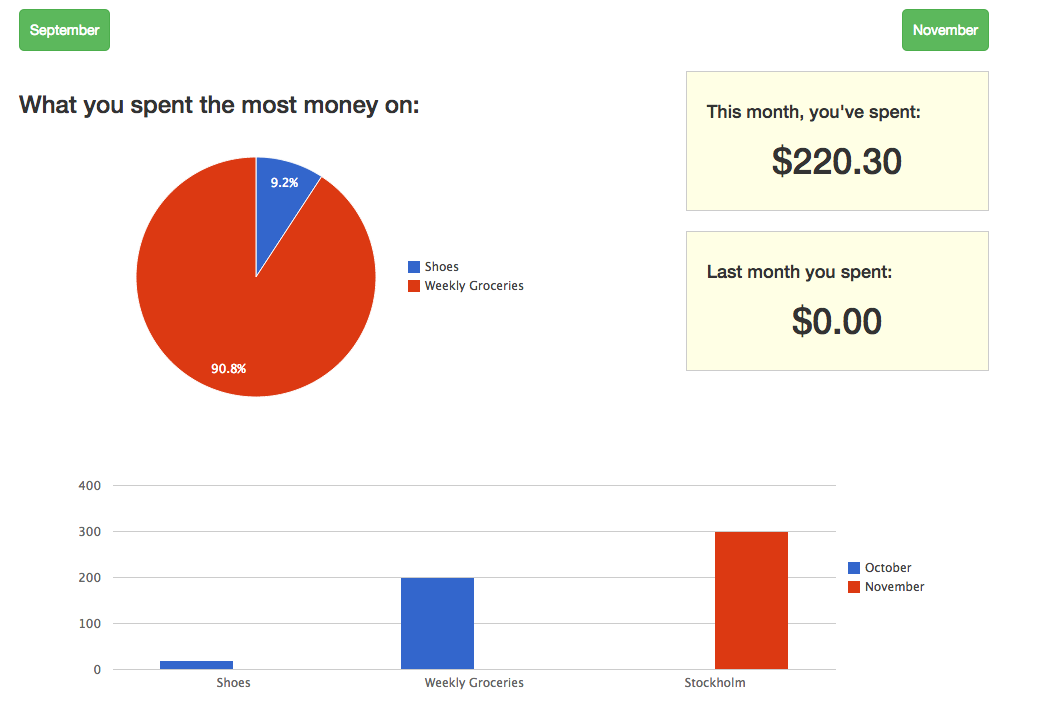 September
November
What you spent the most money on:
This month, you've spent:
$220.30
9.2%
90.8%
Shoes
Weekly Groceries
Last month you spent:
$0.00
400
300
200
100
0
Shoes
Weekly Groceries
Stockholm
October
November